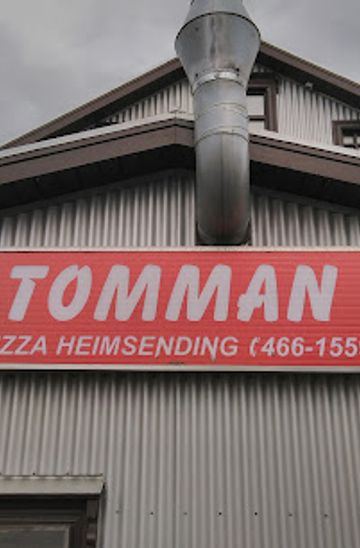 TOMMAN
ZZA HEIMSENDING 466-155